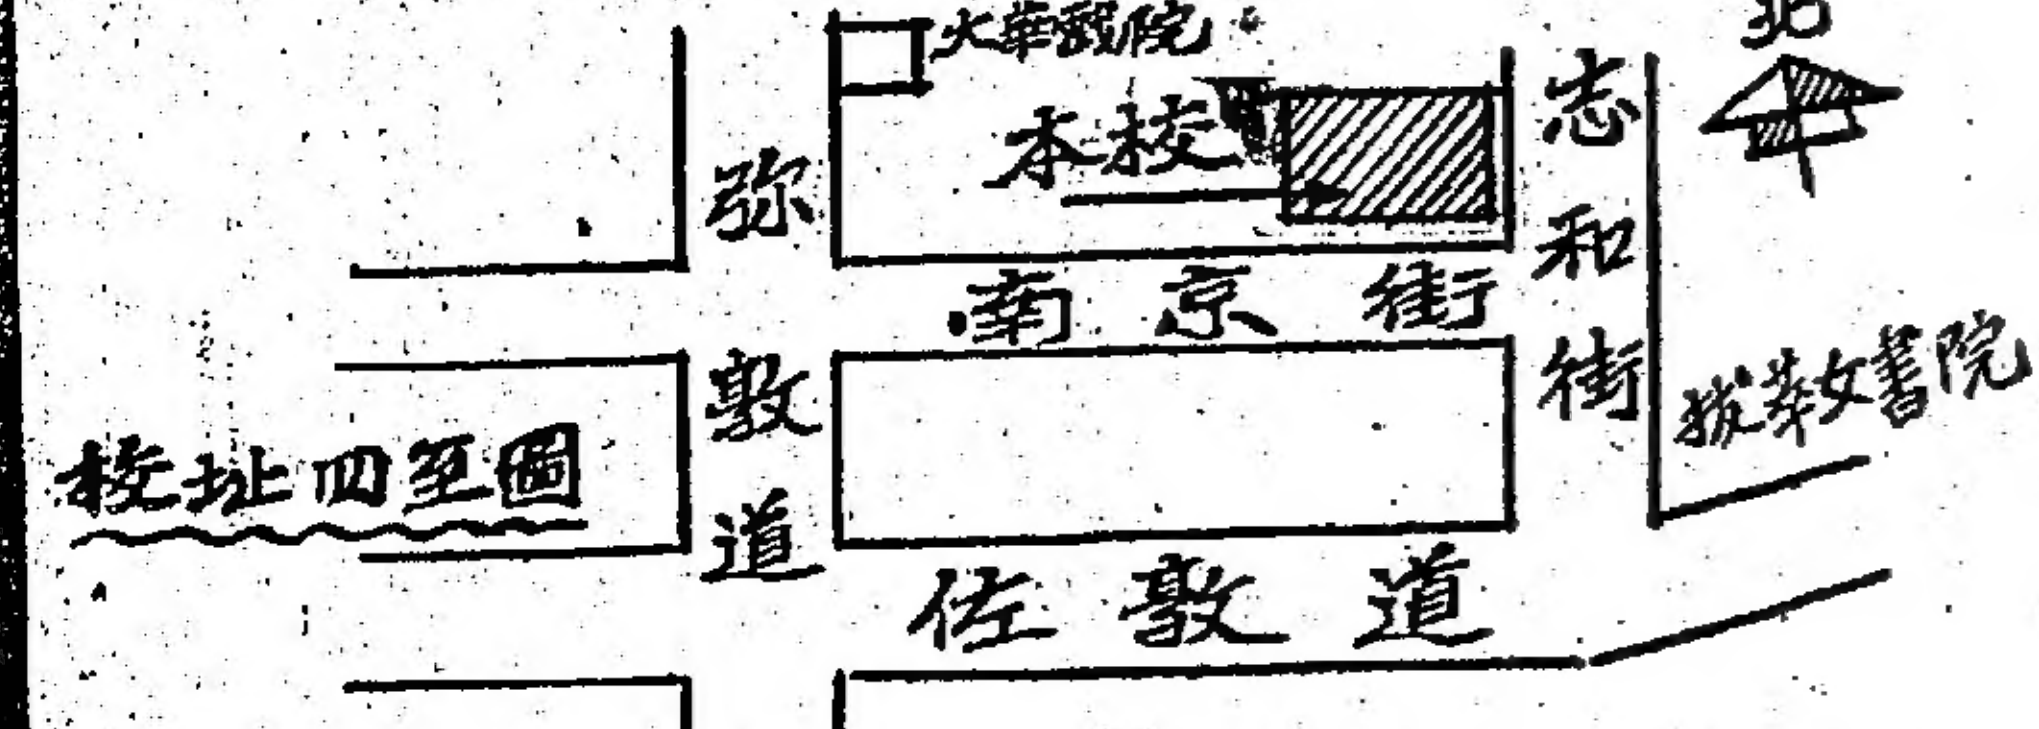 北
大華戲院
本校
志和街
弥敦道
南京街
拔萃女書院
校址四至圖
佐敦道